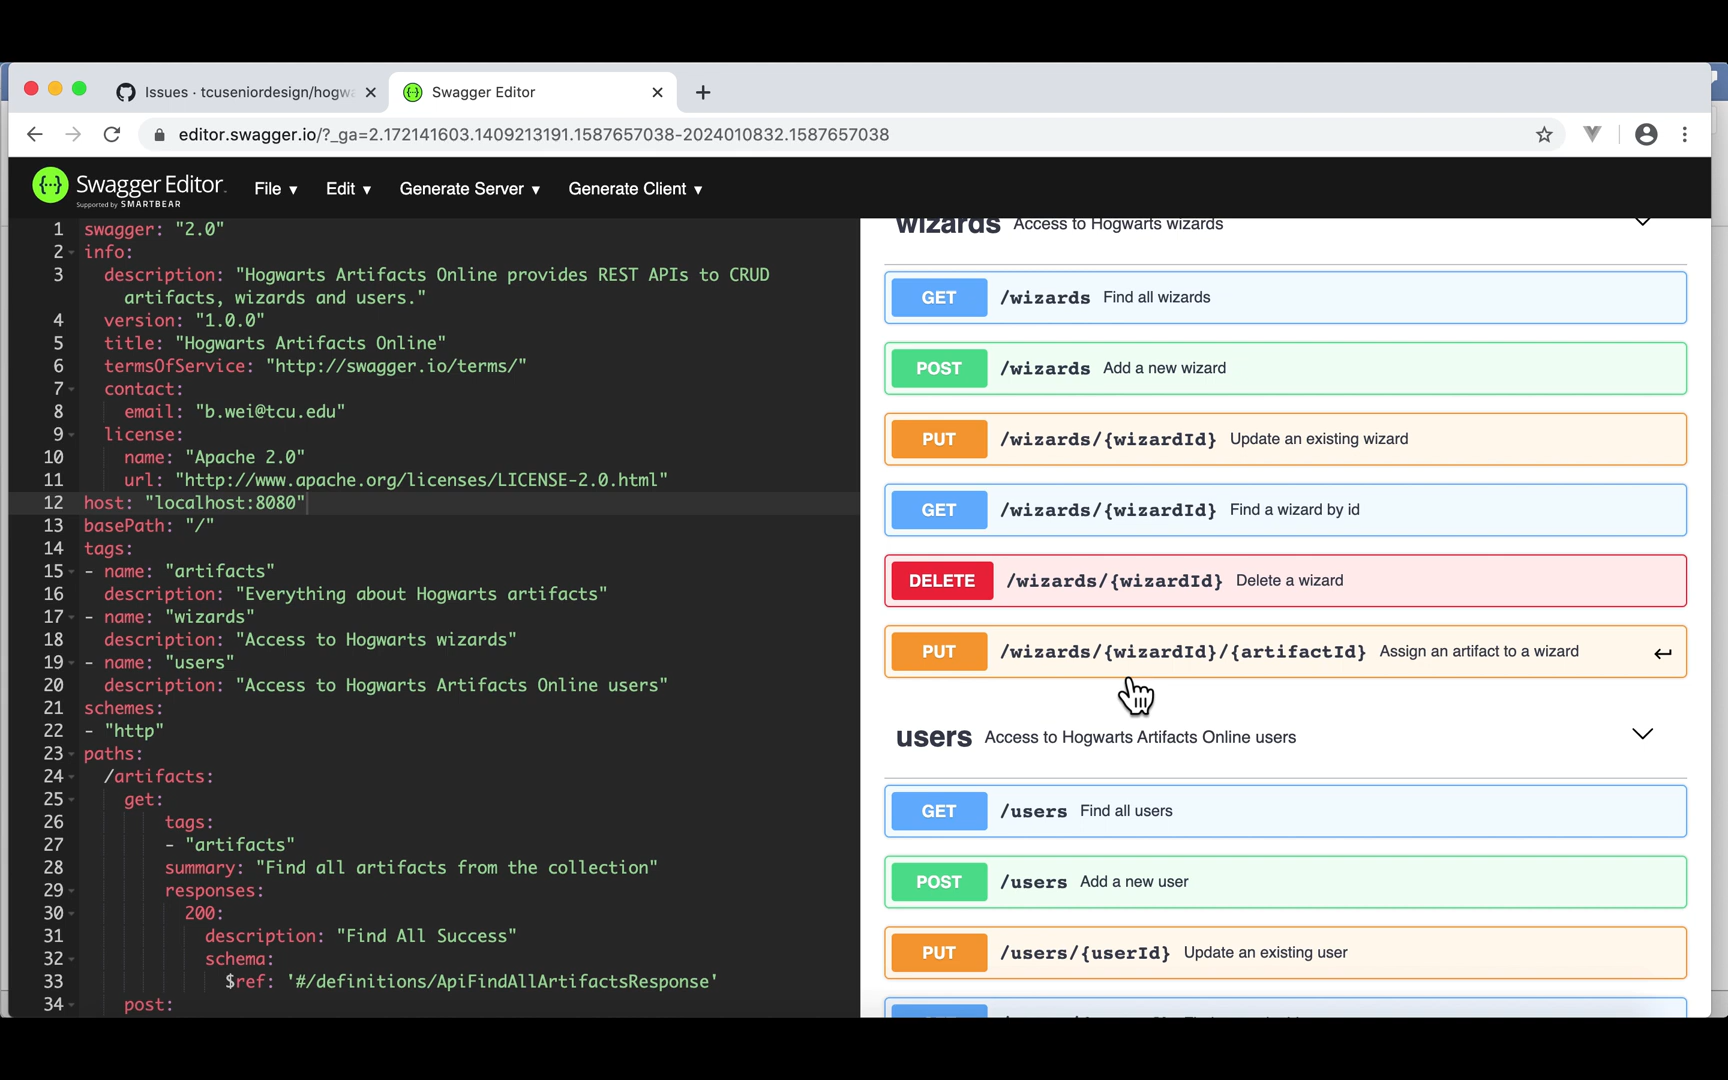 Issues · tcuseniordesign/hogwa
Swagger Editor
editor.swagger.io/?_ga=2.172141603.1409213191.1587657038-2024010832.1587657038
Swagger Editor.
Supported by SMARTBEAR
File ▾
Edit ▾
Generate Server ▾
Generate Client ▾
1 swagger: "2.0"
2 info:
3 description: "Hogwarts Artifacts Online provides REST APIs to CRUD
artifacts, wizards and users."
4 version: "1.0.0"
5 title: "Hogwarts Artifacts Online"
6 termsOfService: "http://swagger.io/terms/"
7 contact:
8 email: "b.wei@tcu.edu"
9 license:
10 name: "Apache 2.0"
11 url: "http://www.apache.org/licenses/LICENSE-2.0.html"
12 host: "localhost:8080"
13 basePath: "/"
14 tags:
15 - name: "artifacts"
16 description: "Everything about Hogwarts artifacts"
17 - name: "wizards"
18 description: "Access to Hogwarts wizards"
19 - name: "users"
20 description: "Access to Hogwarts Artifacts Online users"
21 schemes:
22 - "http"
23 paths:
24 /artifacts:
25 get:
26 tags:
27 - "artifacts"
28 summary: "Find all artifacts from the collection"
29 responses:
30 200:
31 description: "Find All Success"
32 schema:
33 $ref: '#/definitions/ApiFindAllArtifactsResponse'
34 post:
wizards Access to Hogwarts wizards
GET /wizards Find all wizards
POST /wizards Add a new wizard
PUT /wizards/{wizardId} Update an existing wizard
GET /wizards/{wizardId} Find a wizard by id
DELETE /wizards/{wizardId} Delete a wizard
PUT /wizards/{wizardId}/{artifactId} Assign an artifact to a wizard
users Access to Hogwarts Artifacts Online users
GET /users Find all users
POST /users Add a new user
PUT /users/{userId} Update an existing user